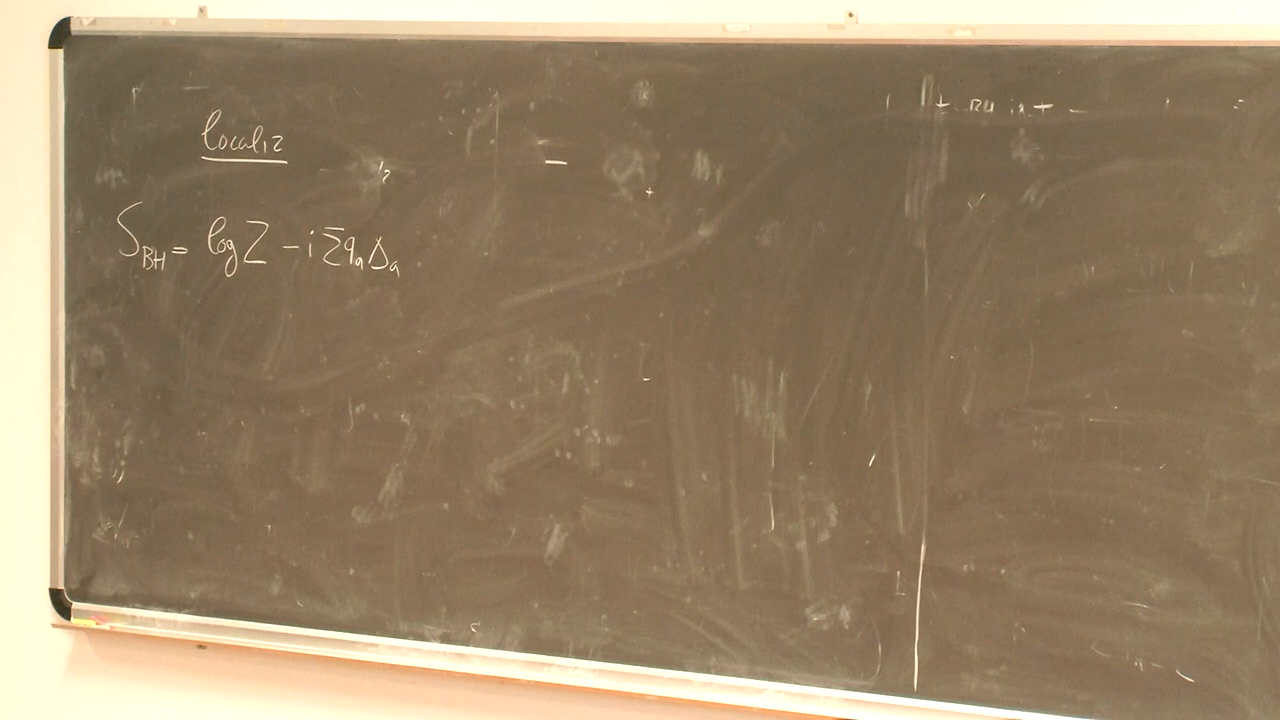 localiz
S_BH = log Z - i Σ q_a Δ_a